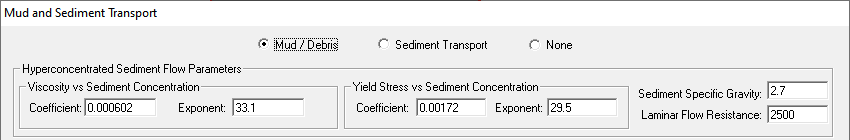 Mud and Sediment Transport
Mud / Debris Sediment Transport None
Hyperconcentrated Sediment Flow Parameters
Viscosity vs Sediment Concentration Yield Stress vs Sediment Concentration
Sediment Specific Gravity: 2.7
Coefficient: 0.000602 Exponent: 33.1 Coefficient: 0.00172 Exponent: 29.5
Laminar Flow Resistance: 2500